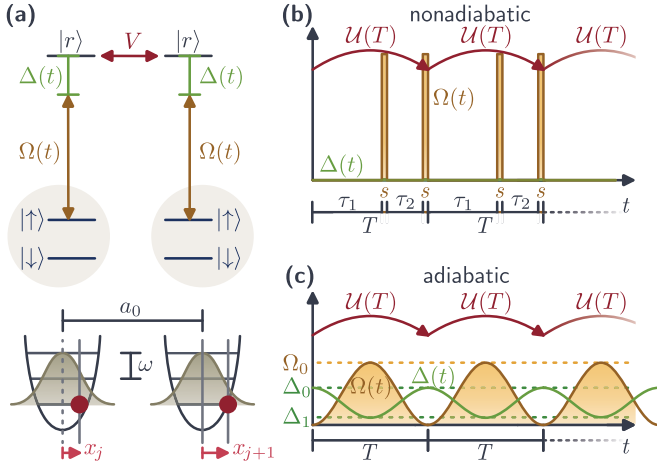 (a)
|r⟩ V |r⟩
Δ(t) Δ(t)
Ω(t) Ω(t)
|↑⟩ |↑⟩
|↓⟩ |↓⟩
a₀
ω
xⱼ xⱼ₊₁
(b) nonadiabatic
𝒰(T) 𝒰(T) 𝒰(T)
Ω(t)
Δ(t)
s s s s
τ₁ τ₂ τ₁ τ₂
T T t
(c) adiabatic
𝒰(T) 𝒰(T) 𝒰(T)
Ω₀
Δ₀ Ω(t) Δ(t)
Δ₁
T T t